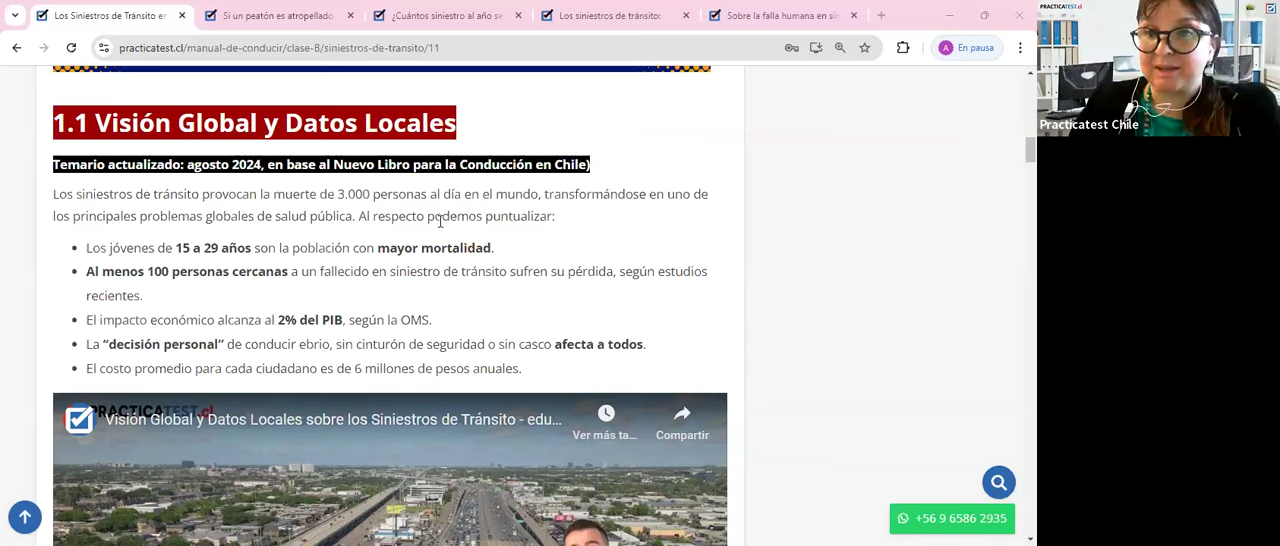 Los Siniestros de Tránsito en
Si un peatón es atropellado
¿Cuántos siniestro al año se
Los siniestros de tránsito:
Sobre la falla humana en sin
practicatest.cl/manual-de-conducir/clase-B/siniestros-de-transito/11
A
En pausa
PRACTICATEST.cl
Practicatest Chile
1.1 Visión Global y Datos Locales
Temario actualizado: agosto 2024, en base al Nuevo Libro para la Conducción en Chile)
Los siniestros de tránsito provocan la muerte de 3.000 personas al día en el mundo, transformándose en uno de
los principales problemas globales de salud pública. Al respecto podemos puntualizar:
Los jóvenes de 15 a 29 años son la población con mayor mortalidad.
Al menos 100 personas cercanas a un fallecido en siniestro de tránsito sufren su pérdida, según estudios
recientes.
El impacto económico alcanza al 2% del PIB, según la OMS.
La “decisión personal” de conducir ebrio, sin cinturón de seguridad o sin casco afecta a todos.
El costo promedio para cada ciudadano es de 6 millones de pesos anuales.
PRACTICATEST.cl
Visión Global y Datos Locales sobre los Siniestros de Tránsito - edu...
Ver más ta...
Compartir
+56 9 6586 2935